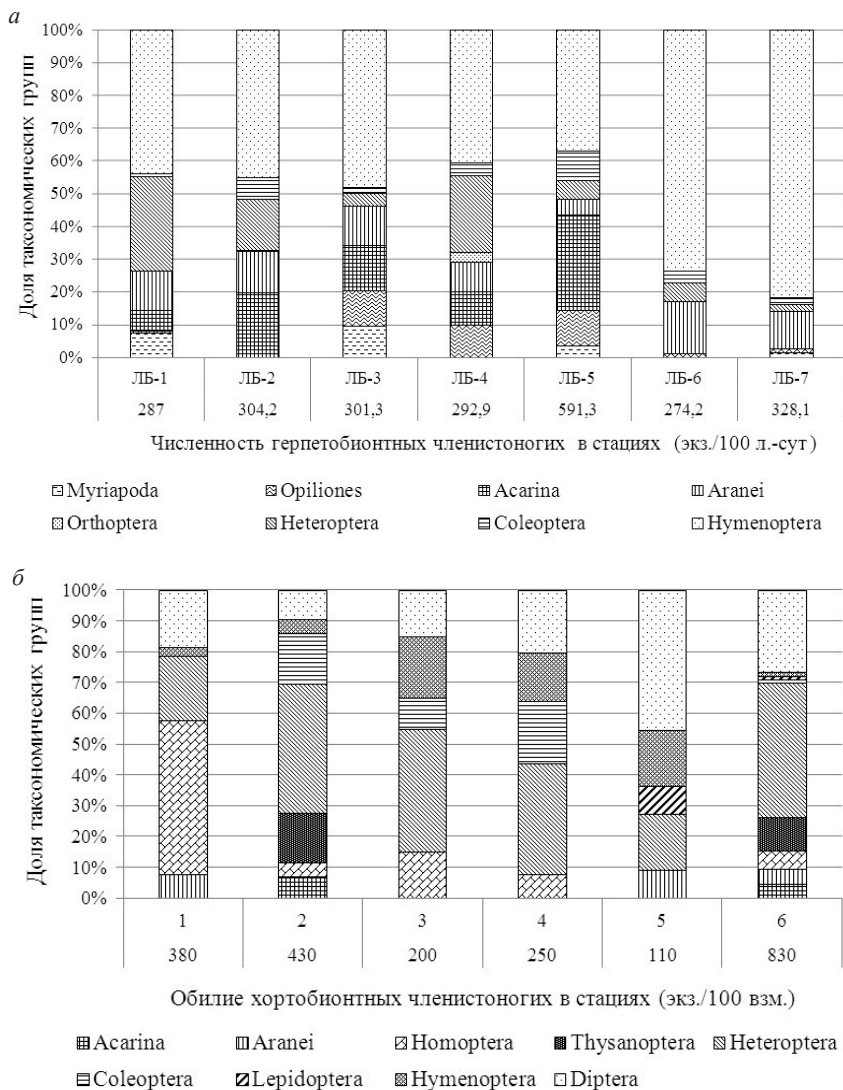 а
100%
90%
80%
70%
60%
50%
40%
30%
20%
10%
0%
Доля таксономических групп
ЛБ-1 ЛБ-2 ЛБ-3 ЛБ-4 ЛБ-5 ЛБ-6 ЛБ-7
287 304,2 301,3 292,9 591,3 274,2 328,1
Численность герпетобионтных членистоногих в стациях (экз./100 л.-сут)
Myriapoda Opiliones Acarina Aranei
Orthoptera Heteroptera Coleoptera Hymenoptera
б
100%
90%
80%
70%
60%
50%
40%
30%
20%
10%
0%
Доля таксономических групп
1 2 3 4 5 6
380 430 200 250 110 830
Обилие хортобионтных членистоногих в стациях (экз./100 взм.)
Acarina Aranei Homoptera Thysanoptera Heteroptera
Coleoptera Lepidoptera Hymenoptera Diptera